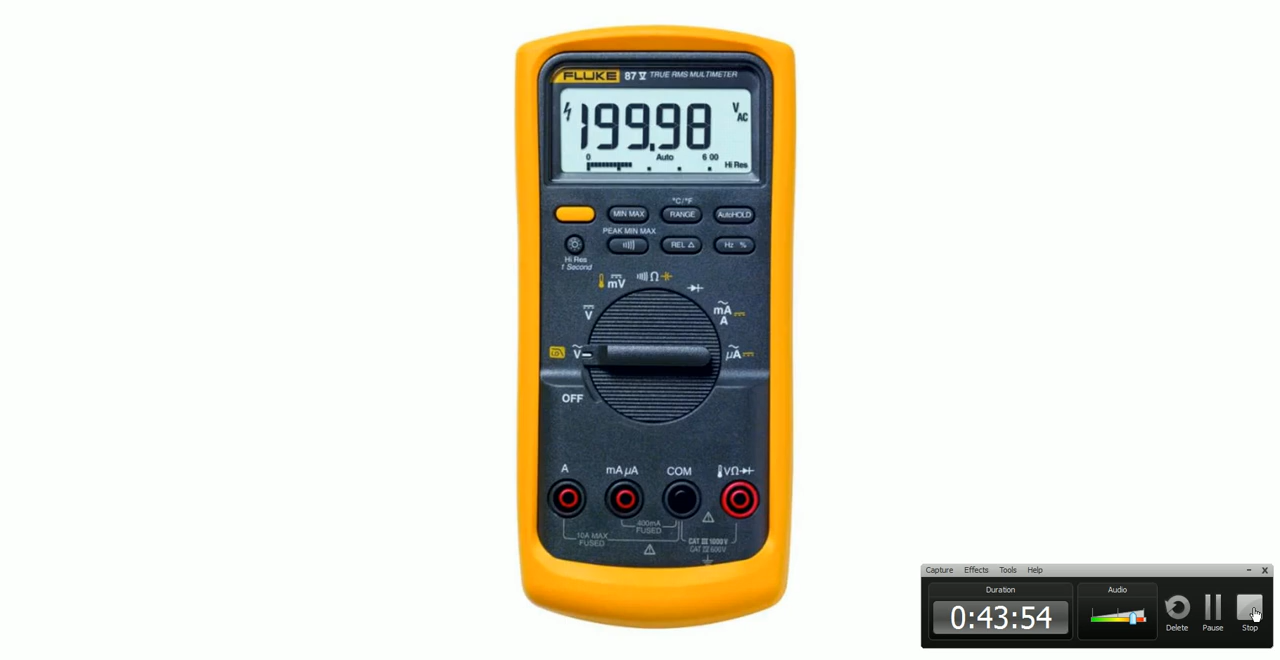 FLUKE 87 V TRUE RMS MULTIMETER
199.98 V AC
0 Auto 6 00
Hi Res
°C/°F
MIN MAX RANGE AutoHOLD
PEAK MIN MAX
REL △ Hz %
Hi Res
1 Second
mV Ω
V mA
A
V μA
OFF
A mA μA COM VΩ
400mA
FUSED
10A MAX
FUSED
CAT III 1000V
CAT IV 600V
Capture Effects Tools Help
Duration Audio
0:43:54
Delete Pause Stop